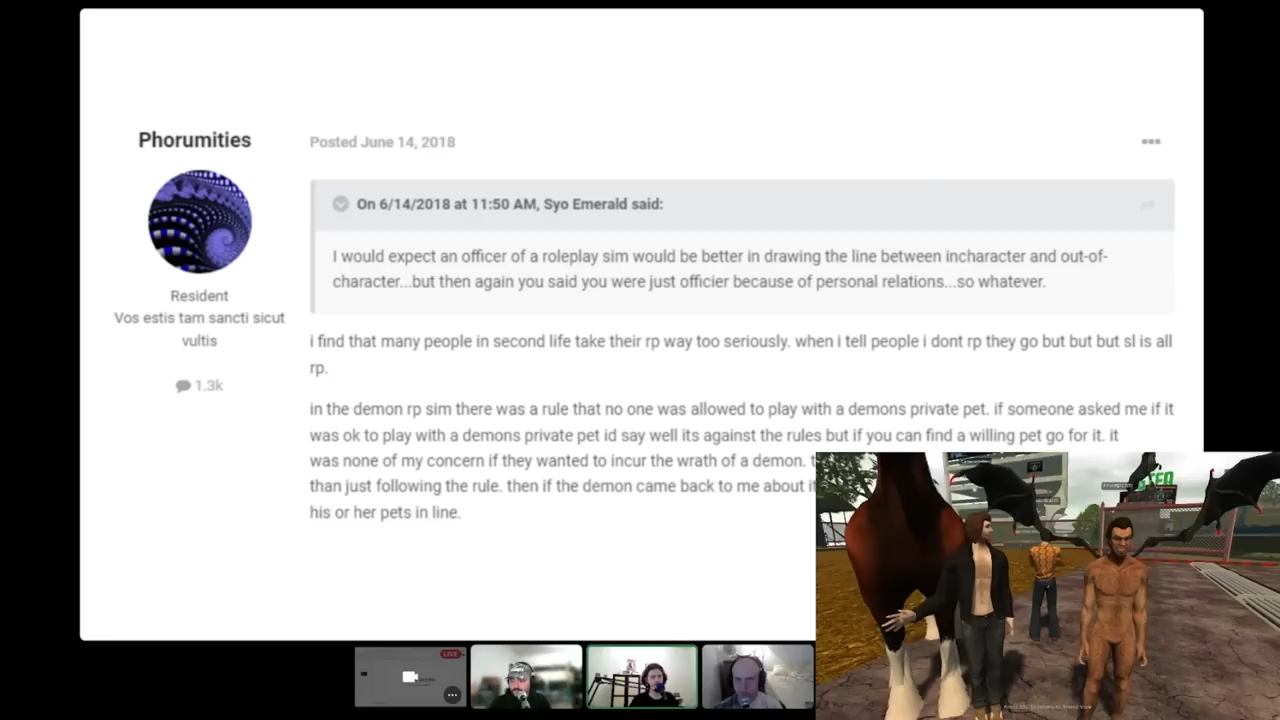 Phorumities
Posted June 14, 2018
On 6/14/2018 at 11:50 AM, Syo Emerald said:
I would expect an officer of a roleplay sim would be better in drawing the line between incharacter and out-of-
character...but then again you said you were just officier because of personal relations...so whatever.
Resident
Vos estis tam sancti sicut
vultis
1.3k
i find that many people in second life take their rp way too seriously. when i tell people i dont rp they go but but but sl is all
rp.
in the demon rp sim there was a rule that no one was allowed to play with a demons private pet. if someone asked me if it
was ok to play with a demons private pet id say well its against the rules but if you can find a willing pet go for it. it
was none of my concern if they wanted to incur the wrath of a demon.
than just following the rule. then if the demon came back to me about
his or her pets in line.
LIVE